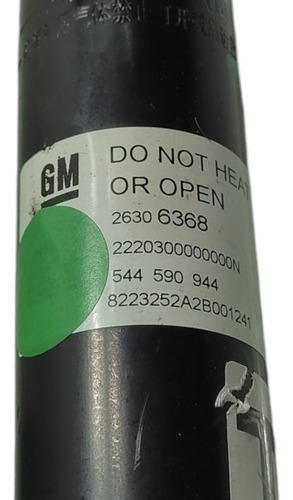 GM
DO NOT HEAT
OR OPEN
2630 6368
2220300000000N
544 590 944
8223252A2B001241